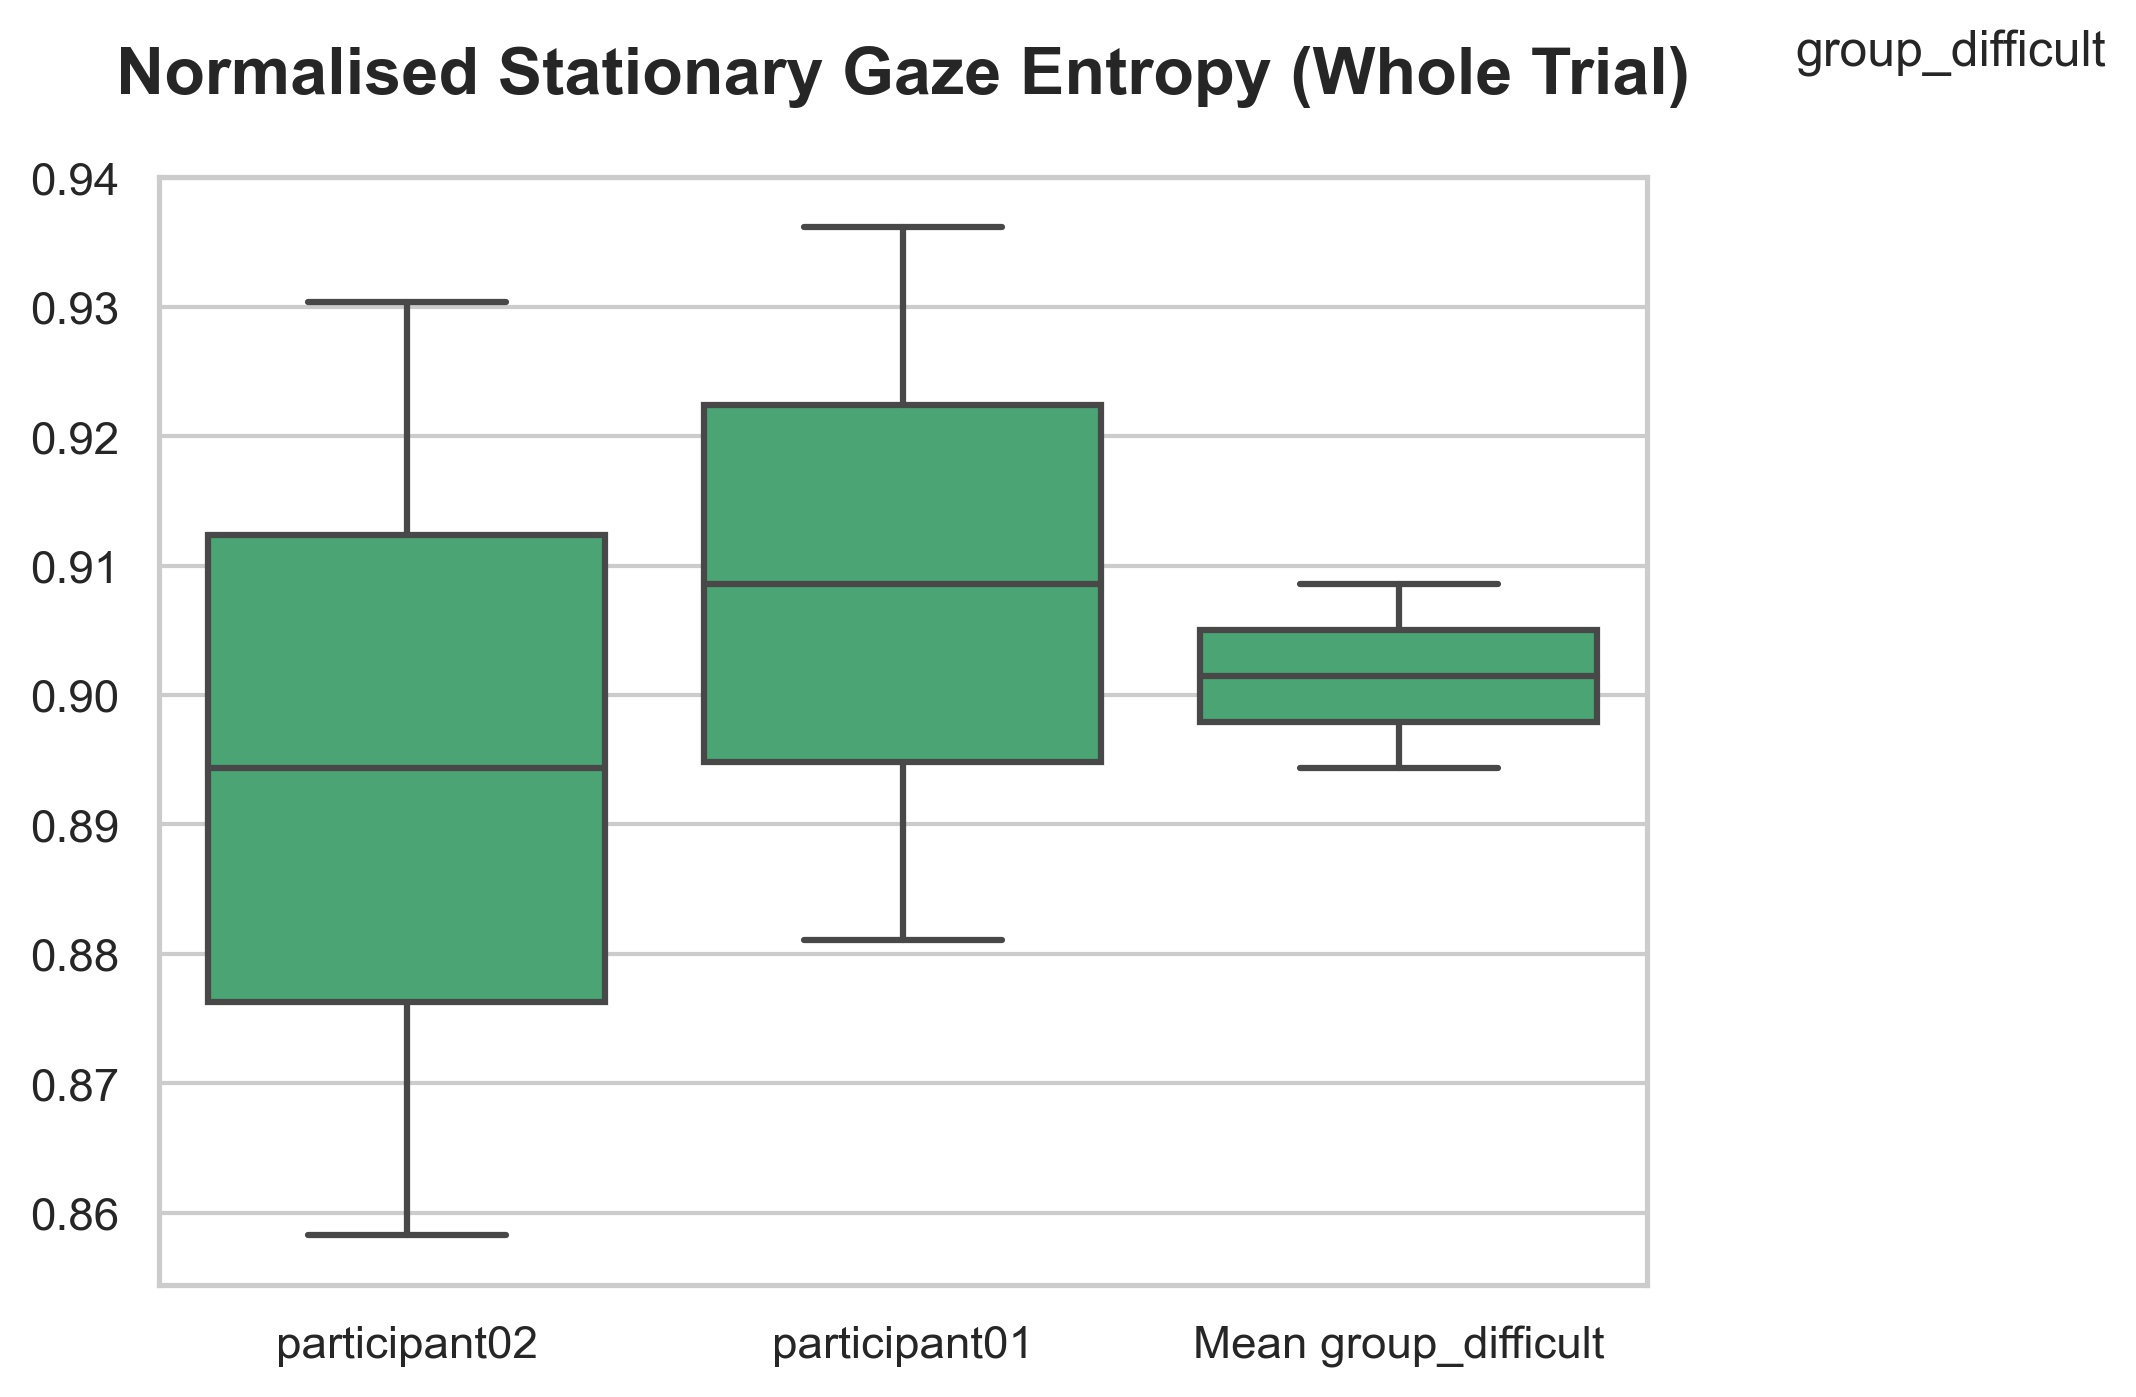 group_difficult
Normalised Stationary Gaze Entropy (Whole Trial)
0.94
0.93
0.92
0.91
0.90
0.89
0.88
0.87
0.86
participant02
participant01
Mean group_difficult